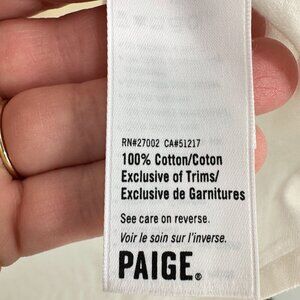 RN#27002 CA#51217
100% Cotton/Coton
Exclusive of Trims/
Exclusive de Garnitures
See care on reverse.
Voir le soin sur l'inverse.
PAIGE®